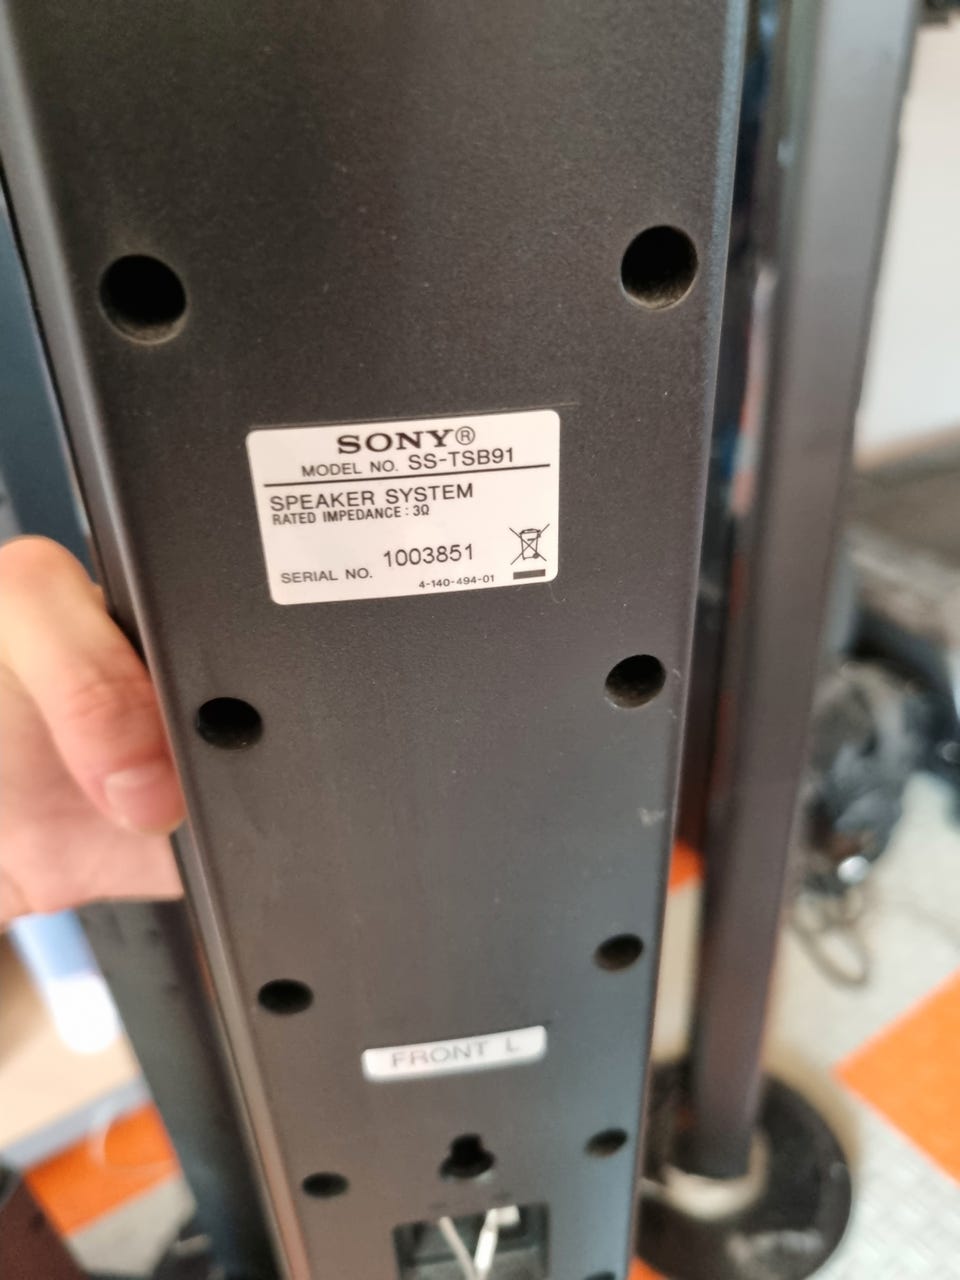 SONY®
MODEL NO. SS-TSB91
SPEAKER SYSTEM
RATED IMPEDANCE : 3Ω
SERIAL NO. 1003851
4-140-494-01
FRONT L